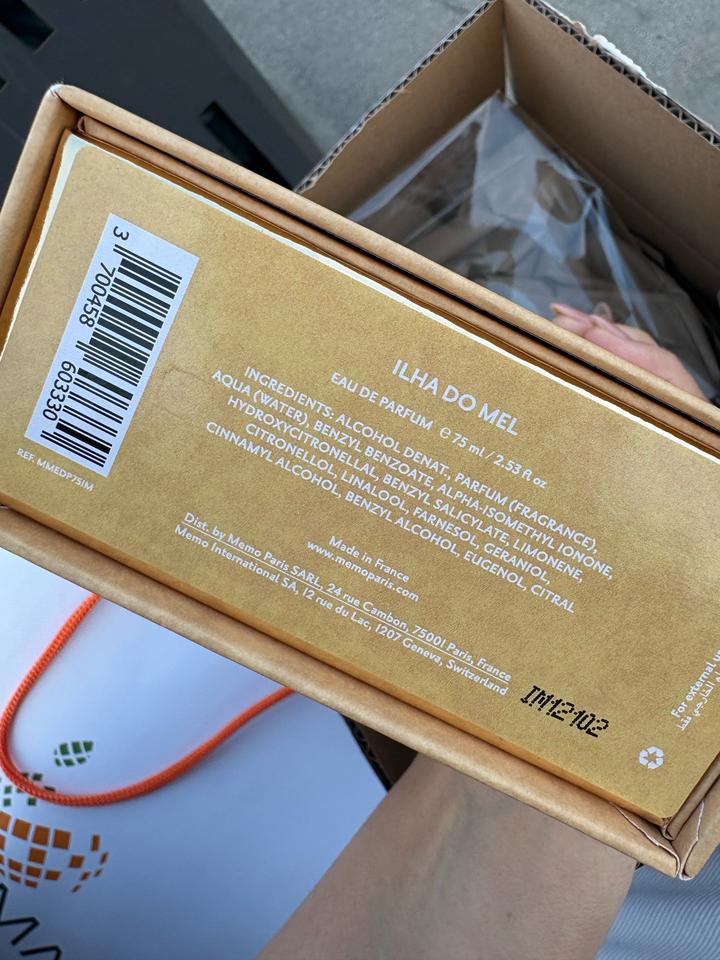 3 700458 603330
REF. MMEDP75IM
ILHA DO MEL
EAU DE PARFUM ℮ 75 ml / 2.53 fl oz
INGREDIENTS: ALCOHOL DENAT., PARFUM (FRAGRANCE),
AQUA (WATER), BENZYL BENZOATE, ALPHA-ISOMETHYL IONONE,
HYDROXYCITRONELLAL, BENZYL SALICYLATE, LIMONENE,
CITRONELLOL, LINALOOL, FARNESOL, GERANIOL,
CINNAMYL ALCOHOL, BENZYL ALCOHOL, EUGENOL, CITRAL
Made in France
www.memoparis.com
Dist. by Memo Paris SARL, 24 rue Cambon, 75001 Paris, France
Memo International SA, 12 rue du Lac, 1207 Geneva, Switzerland
IM12102
For external